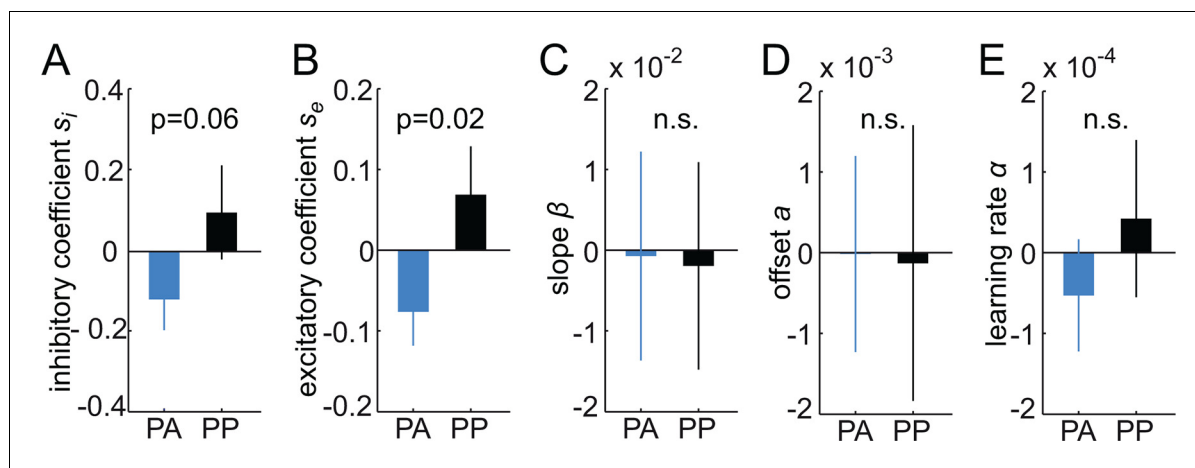 A
inhibitory coefficient si
0.4
0.2
0
- 0.2
-0.4
p=0.06
PA PP
B
excitatory coefficient se
0.2
0.1
0
-0.1
-0.2
p=0.02
PA PP
C
x 10-2
slope β
2
1
0
-1
-2
n.s.
PA PP
D
x 10-3
offset a
2
1
0
-1
-2
n.s.
PA PP
E
x 10-4
learning rate α
2
1
0
-1
-2
n.s.
PA PP